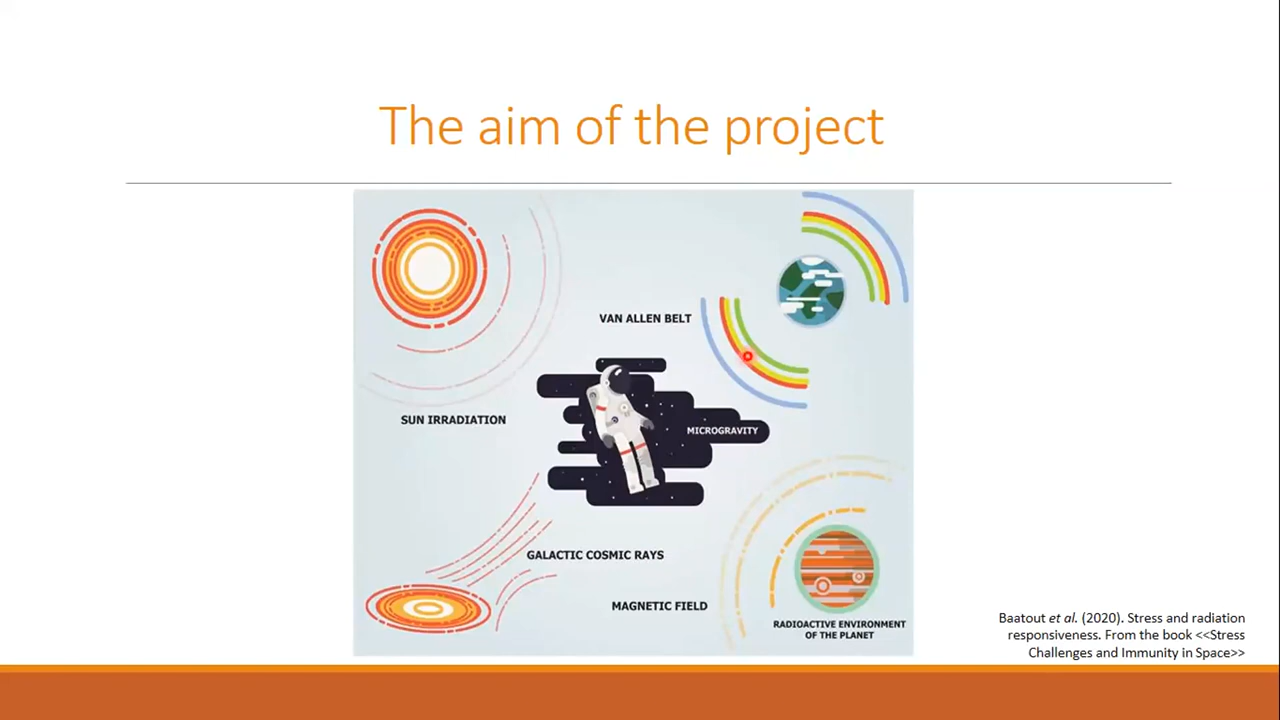 The aim of the project
VAN ALLEN BELT
SUN IRRADIATION
MICROGRAVITY
GALACTIC COSMIC RAYS
MAGNETIC FIELD
RADIOACTIVE ENVIRONMENT
OF THE PLANET
Baatout et al. (2020). Stress and radiation
responsiveness. From the book <<Stress
Challenges and Immunity in Space>>